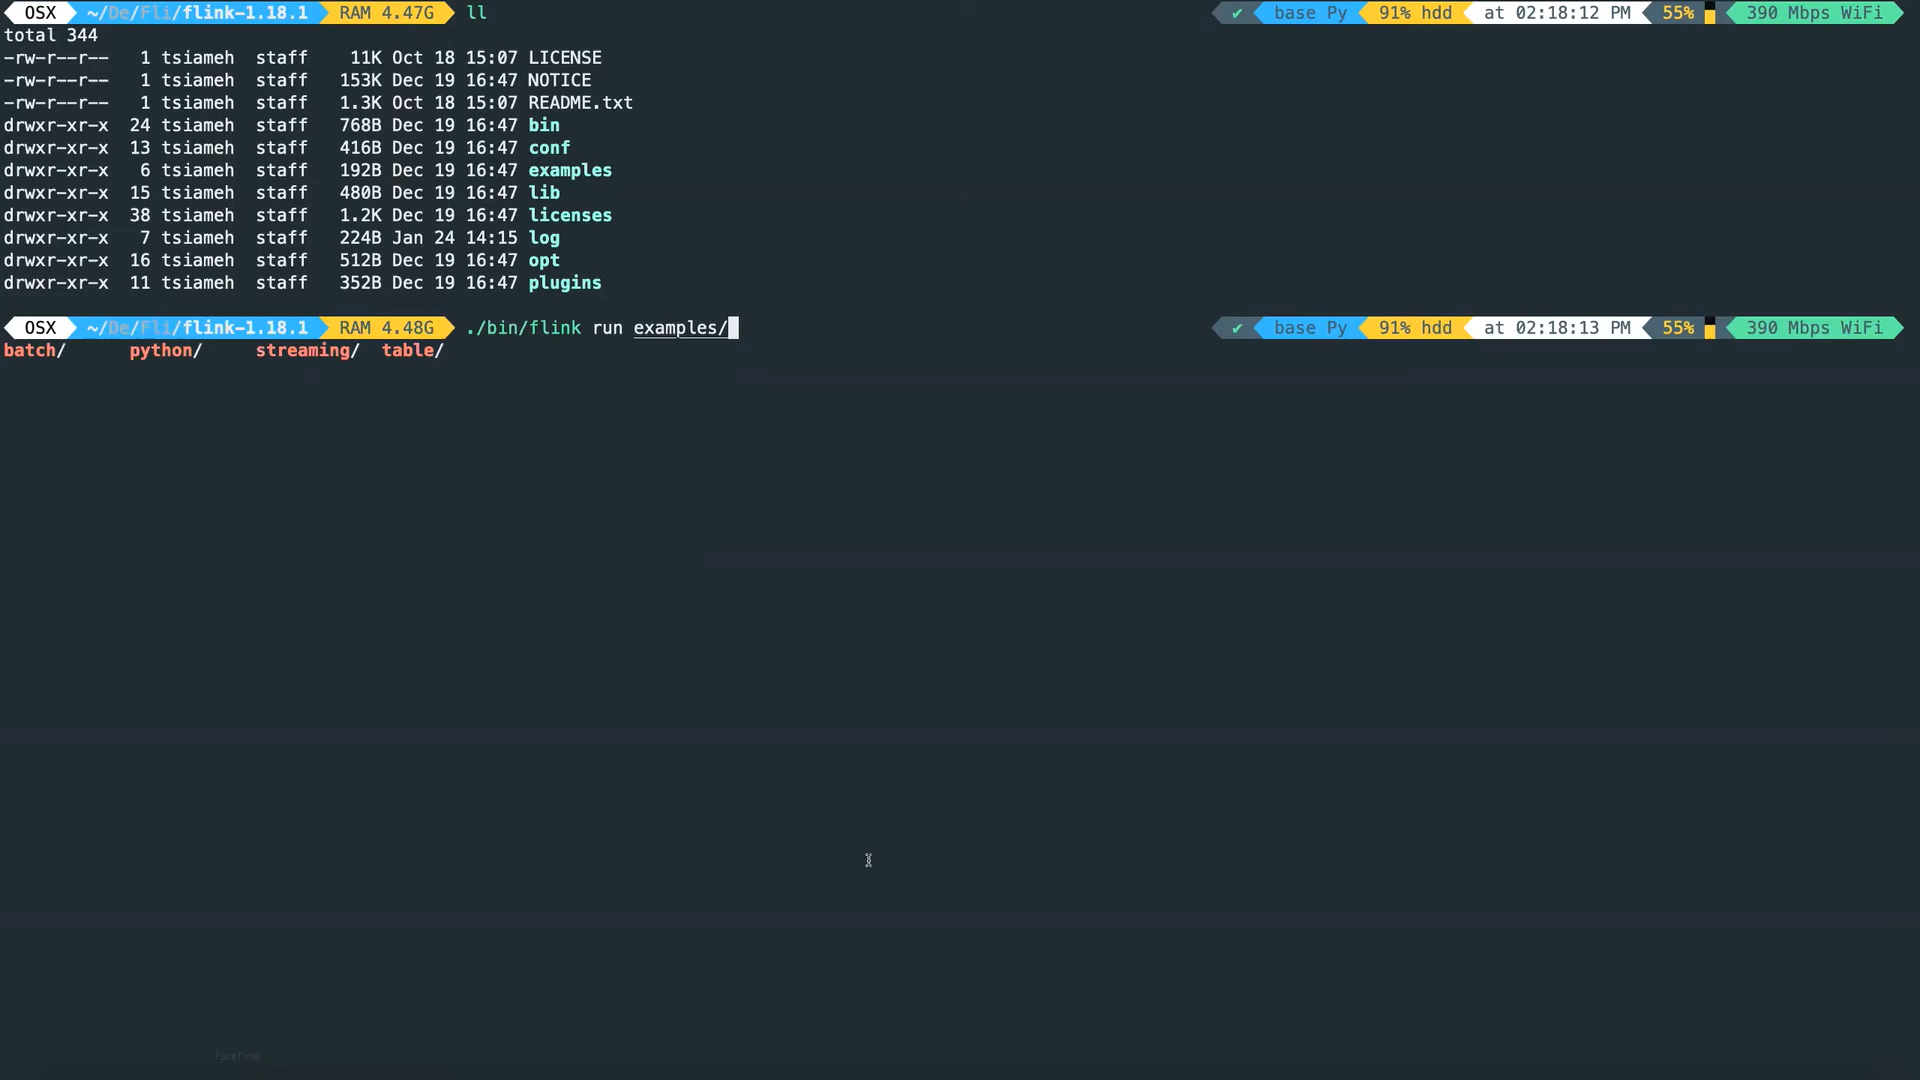 OSX ~/De/Fli/flink-1.18.1 RAM 4.47G ll ✔ base Py 91% hdd at 02:18:12 PM 55% 390 Mbps WiFi
total 344
-rw-r--r-- 1 tsiameh staff 11K Oct 18 15:07 LICENSE
-rw-r--r-- 1 tsiameh staff 153K Dec 19 16:47 NOTICE
-rw-r--r-- 1 tsiameh staff 1.3K Oct 18 15:07 README.txt
drwxr-xr-x 24 tsiameh staff 768B Dec 19 16:47 bin
drwxr-xr-x 13 tsiameh staff 416B Dec 19 16:47 conf
drwxr-xr-x 6 tsiameh staff 192B Dec 19 16:47 examples
drwxr-xr-x 15 tsiameh staff 480B Dec 19 16:47 lib
drwxr-xr-x 38 tsiameh staff 1.2K Dec 19 16:47 licenses
drwxr-xr-x 7 tsiameh staff 224B Jan 24 14:15 log
drwxr-xr-x 16 tsiameh staff 512B Dec 19 16:47 opt
drwxr-xr-x 11 tsiameh staff 352B Dec 19 16:47 plugins
OSX ~/De/Fli/flink-1.18.1 RAM 4.48G ./bin/flink run examples/ ✔ base Py 91% hdd at 02:18:13 PM 55% 390 Mbps WiFi
batch/ python/ streaming/ table/
FaceTime